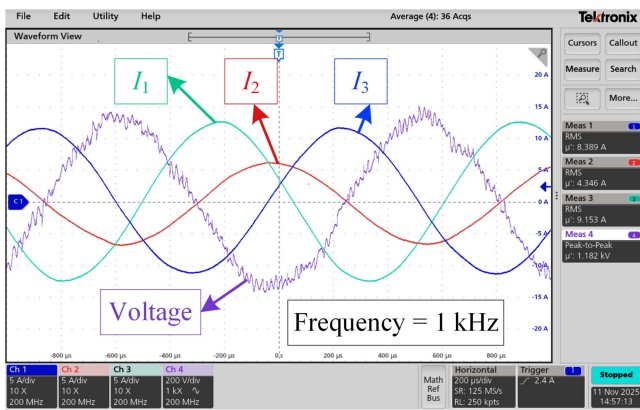 File Edit Utility Help Average (4): 36 Acqs Tektronix
Waveform View
Cursors Callout
Measure Search
More...
T
20 A
15 A
10 A
5 A
0 A
-5 A
-10 A
-15 A
-20 A
C 1
I1
I2
I3
Voltage
Frequency = 1 kHz
-800 µs -600 µs -400 µs -200 µs 0 s 200 µs 400 µs 600 µs 800 µs
Meas 1 1
RMS
µ': 8.389 A
Meas 2 2
RMS
µ': 4.346 A
Meas 3 3
RMS
µ': 9.153 A
Meas 4 4
Peak-to-Peak
µ': 1.182 kV
Ch 1 Ch 2 Ch 3 Ch 4
5 A/div 5 A/div 5 A/div 200 V/div
10 X 10 X 10 X 1 kX
200 MHz 200 MHz 200 MHz 200 MHz
Math
Ref
Bus
Horizontal
200 µs/div
SR: 125 MS/s
RL: 250 kpts
Trigger 1
2.4 A
Stopped
11 Nov 2025
14:57:13